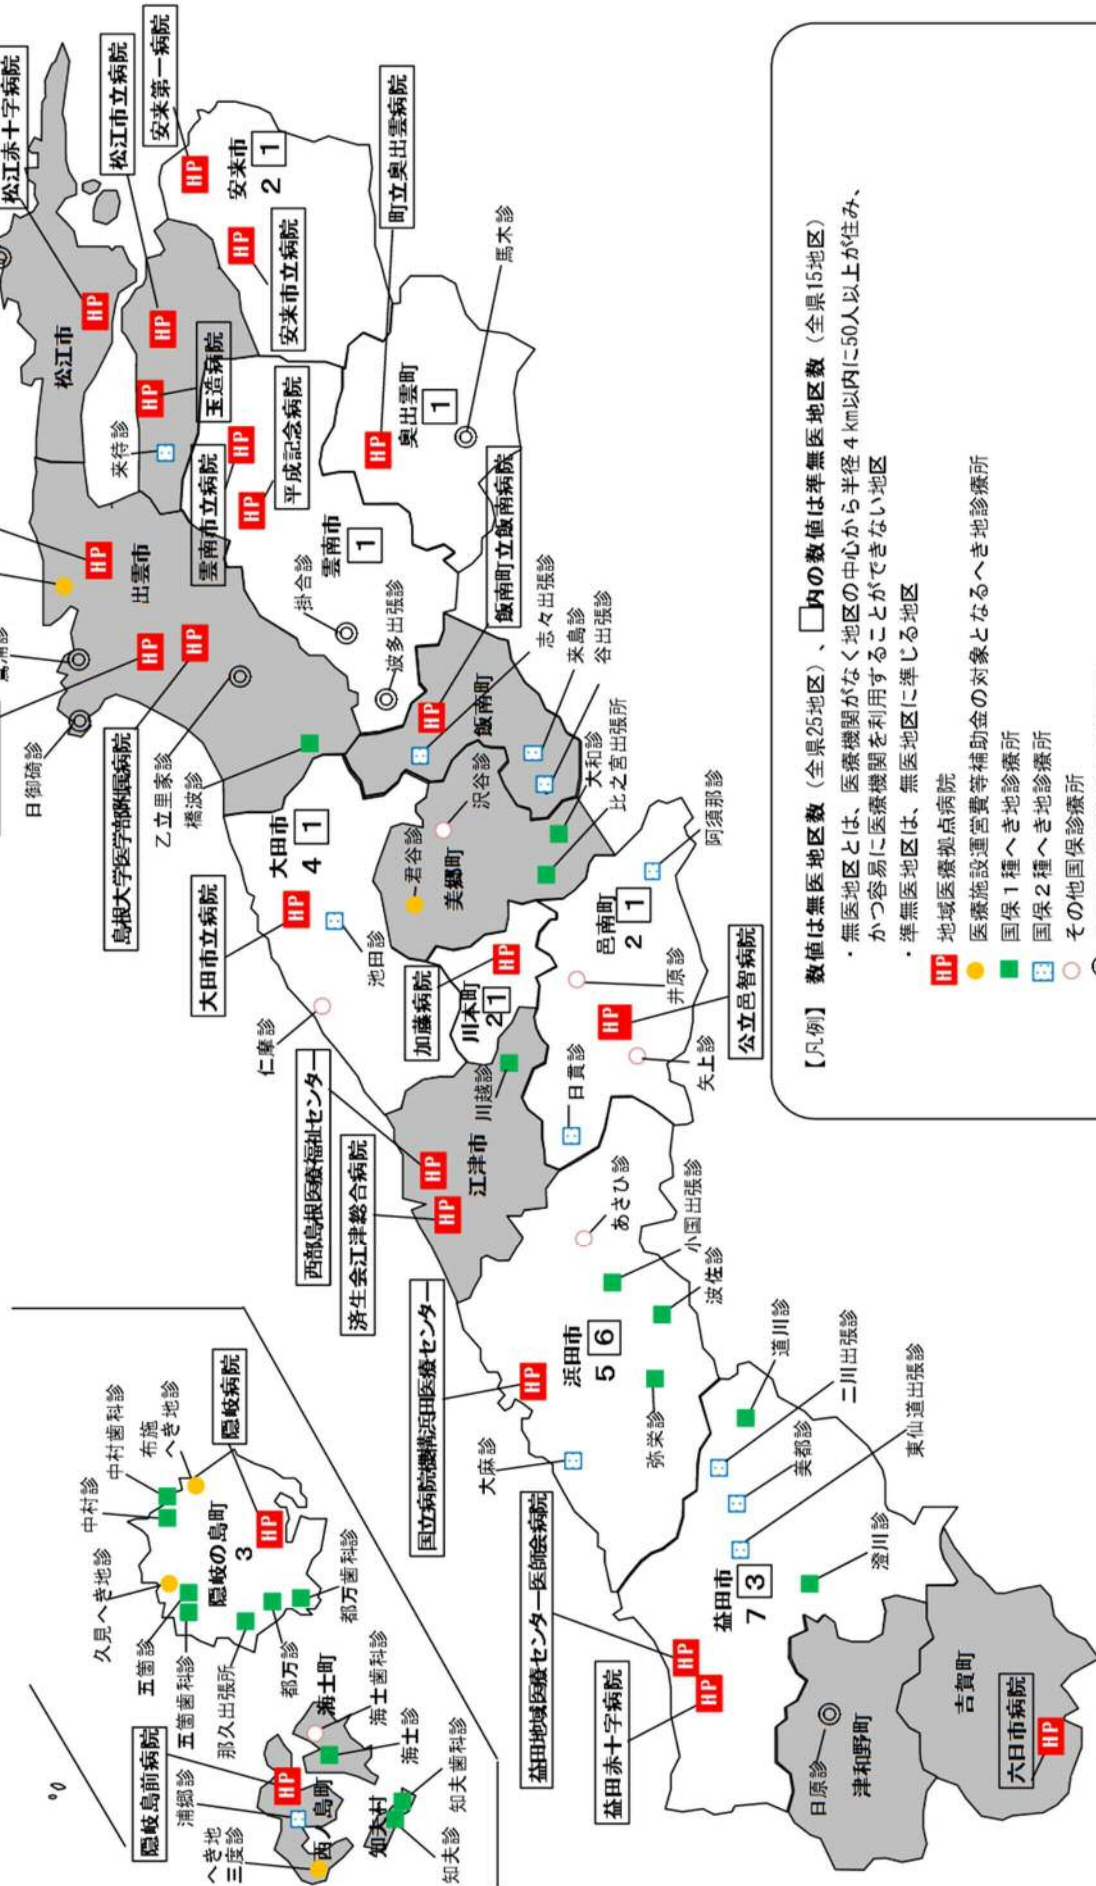 松江赤十字病院
松江市立病院
安来第一病院
安来市
2 1
安来市立病院
町立奥出雲病院
馬木診
松江市
玉造病院
来待診
雲南市立病院
平成記念病院
奥出雲町
1
出雲市
雲南市
1
掛合診
波多出張診
飯南町立飯南病院
志々出張診
来島診
谷出張診
飯南町
日御碕診
島根大学医学部附属病院
乙立里家診
橋波診
大田市
4 1
大田市立病院
池田診
仁摩診
沢谷診
君谷診
美郷町
大和診
比之宮出張所
阿須那診
邑南町
2 1
井原診
矢上診
公立邑智病院
日貫診
加藤病院
川本町
2 1
川越診
江津市
西部島根医療福祉センター
済生会江津総合病院
国立病院機構浜田医療センター
浜田市
5 6
あさひ診
小国出張診
波佐診
弥栄診
大麻診
益田地域医療センター医師会病院
益田赤十字病院
益田市
7 3
道川診
二川出張診
美都診
東仙道出張診
澄川診
日原診
津和野町
吉賀町
六日市病院
隠岐病院
隠岐の島町
3
中村歯科診
中村診
布施
へき地診
久見へき地診
五箇診
五箇歯科診
那久出張所
都万診
都万歯科診
隠岐島前病院
浦郷診
へき地
三度診
西ノ島町
海士町
海士歯科診
海士診
知夫村
知夫歯科診
知夫診
【凡例】 数値は無医地区数（全県25地区）、□内の数値は準無医地区数（全県15地区）
・無医地区とは、医療機関がなく地区の中心から半径４km以内に50人以上が住み、
かつ容易に医療機関を利用することができない地区
・準無医地区は、無医地区に準じる地区
HP 地域医療拠点病院
医療施設運営費等補助金の対象となるへき地診療所
国保１種へき地診療所
国保２種へき地診療所
その他国保診療所